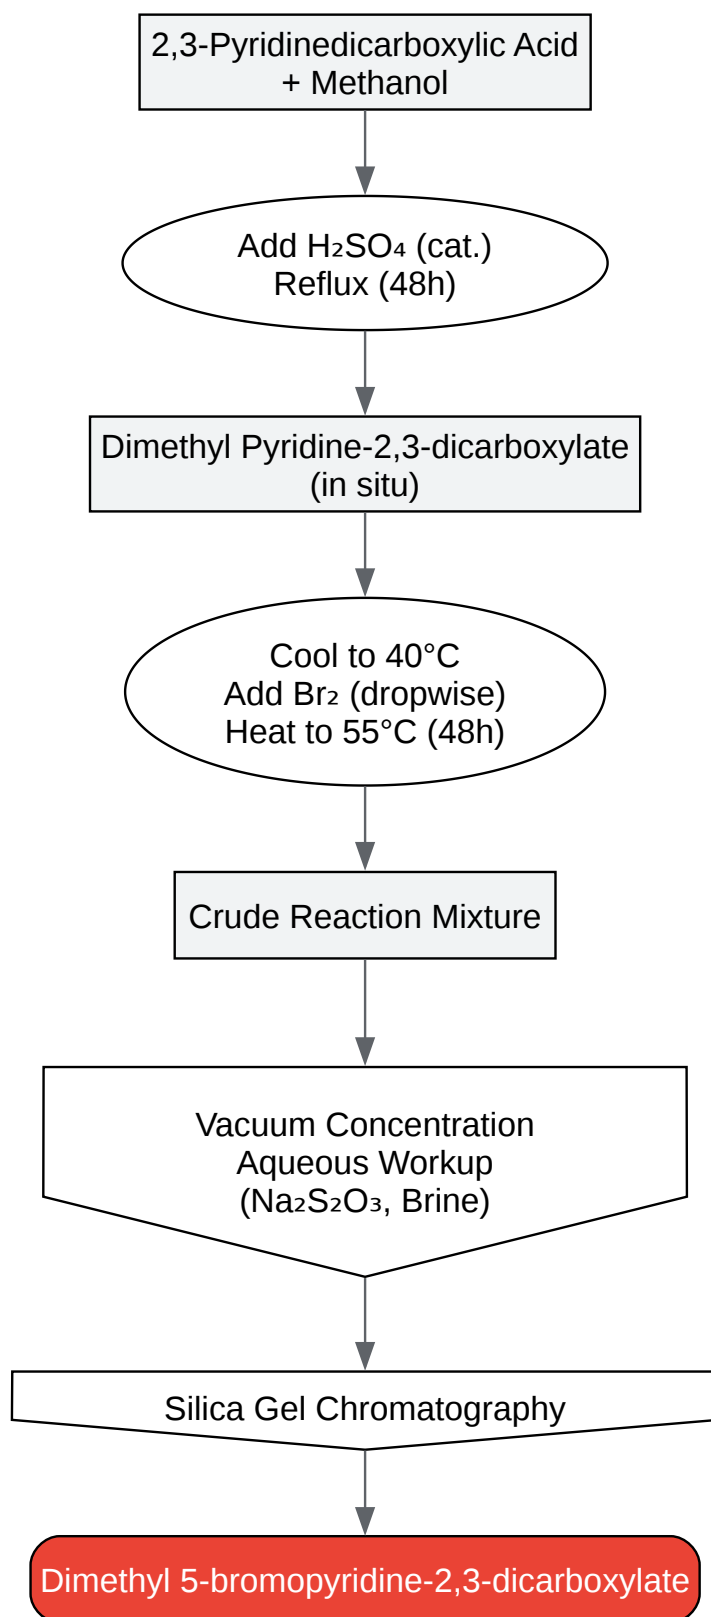 2,3-Pyridinedicarboxylic Acid
+ Methanol
Add H₂SO₄ (cat.)
Reflux (48h)
Dimethyl Pyridine-2,3-dicarboxylate
(in situ)
Cool to 40°C
Add Br₂ (dropwise)
Heat to 55°C (48h)
Crude Reaction Mixture
Vacuum Concentration
Aqueous Workup
(Na₂S₂O₃, Brine)
Silica Gel Chromatography
Dimethyl 5-bromopyridine-2,3-dicarboxylate